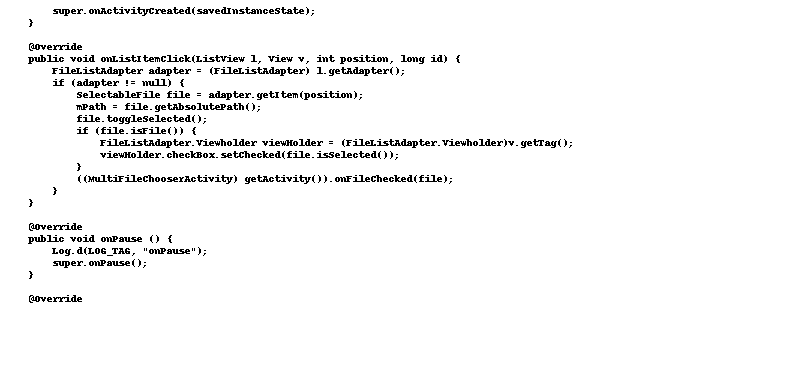 super.onActivityCreated(savedInstanceState);
}
@Override
public void onListItemClick(ListView l, View v, int position, long id) {
FileListAdapter adapter = (FileListAdapter) l.getAdapter();
if (adapter != null) {
SelectableFile file = adapter.getItem(position);
mPath = file.getAbsolutePath();
file.toggleSelected();
if (file.isFile()) {
FileListAdapter.Viewholder viewHolder = (FileListAdapter.Viewholder)v.getTag();
viewHolder.checkBox.setChecked(file.isSelected());
}
((MultiFileChooserActivity) getActivity()).onFileChecked(file);
}
}
@Override
public void onPause () {
Log.d(LOG_TAG, "onPause");
super.onPause();
}
@Override